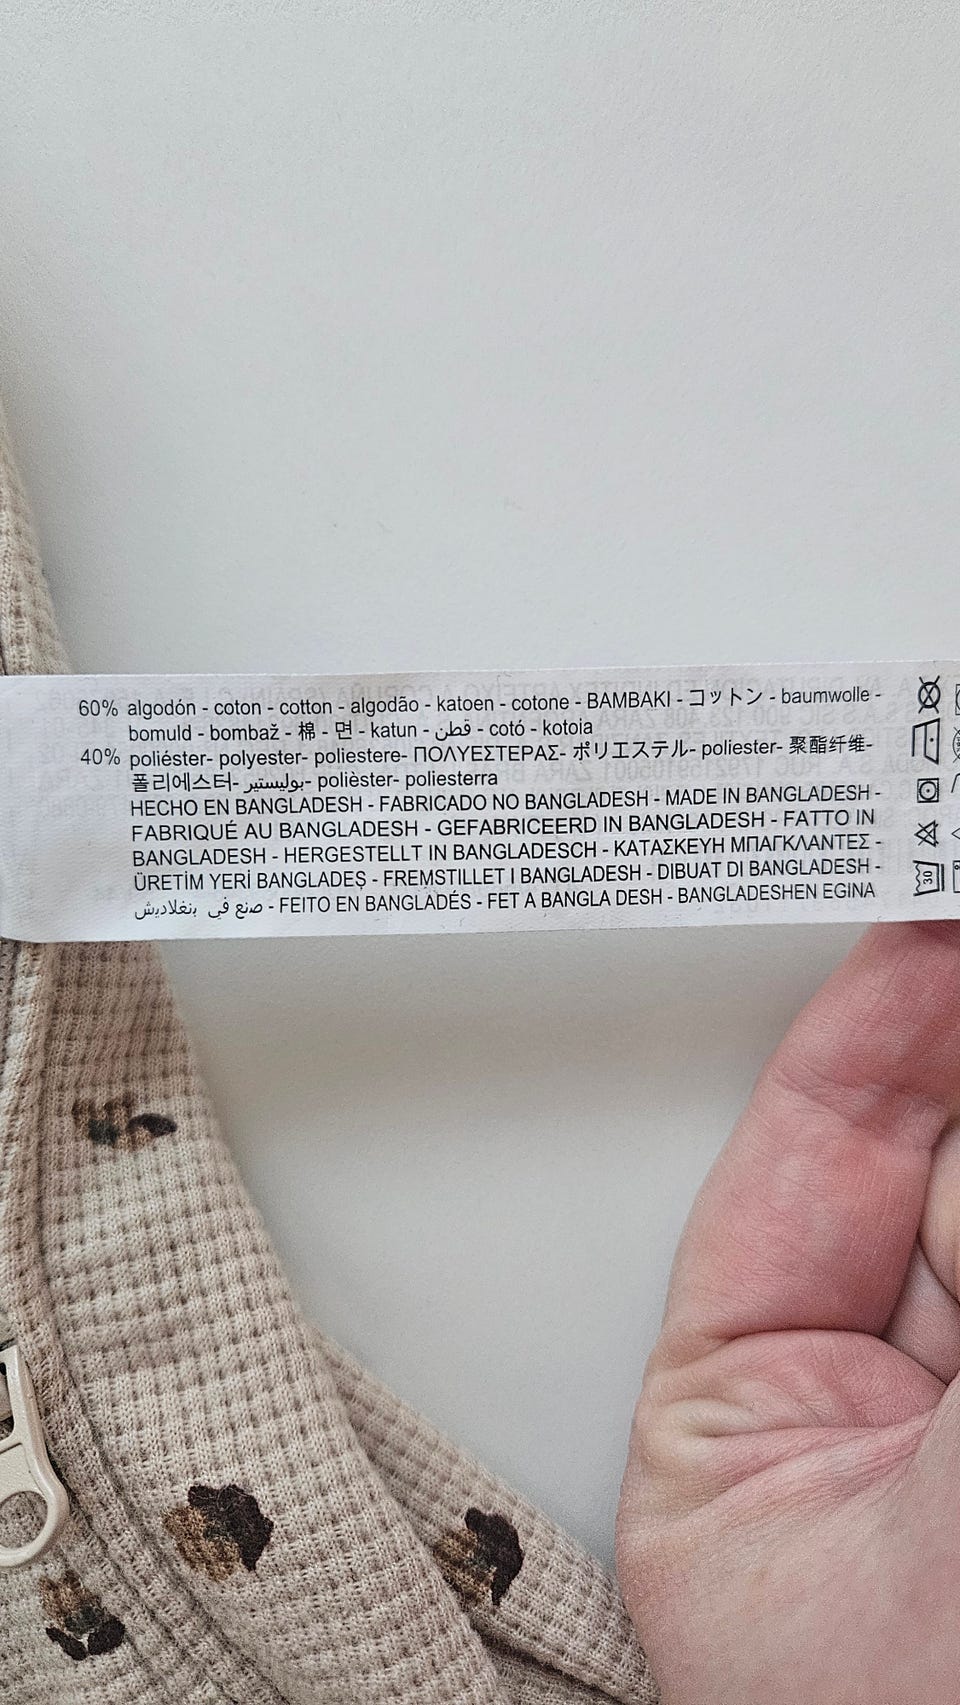 60% algodón - coton - cotton - algodão - katoen - cotone - ΒΑΜΒΑΚΙ - コットン - baumwolle -
bomuld - bombaž - 棉 - 면 - katun - قطن - cotó - kotoia
40% poliéster- polyester- poliestere- ΠΟΛΥΕΣΤΕΡΑΣ- ポリエステル- poliester- 聚酯纤维-
폴리에스터- بوليستير- polièster- poliesterra
HECHO EN BANGLADESH - FABRICADO NO BANGLADESH - MADE IN BANGLADESH -
FABRIQUÉ AU BANGLADESH - GEFABRICEERD IN BANGLADESH - FATTO IN
BANGLADESH - HERGESTELLT IN BANGLADESCH - ΚΑΤΑΣΚΕΥΗ ΜΠΑΓΚΛΑΝΤΕΣ -
ÜRETİM YERİ BANGLADEŞ - FREMSTILLET I BANGLADESH - DIBUAT DI BANGLADESH -
صنع في بنغلاديش - FEITO EN BANGLADÉS - FET A BANGLA DESH - BANGLADESHEN EGINA
30